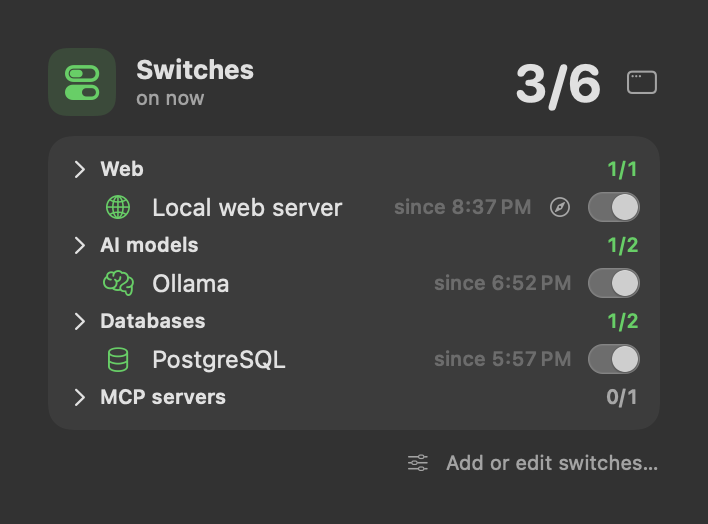 Switches
on now
3/6
Web 1/1
Local web server since 8:37 PM
AI models 1/2
Ollama since 6:52 PM
Databases 1/2
PostgreSQL since 5:57 PM
MCP servers 0/1
Add or edit switches...